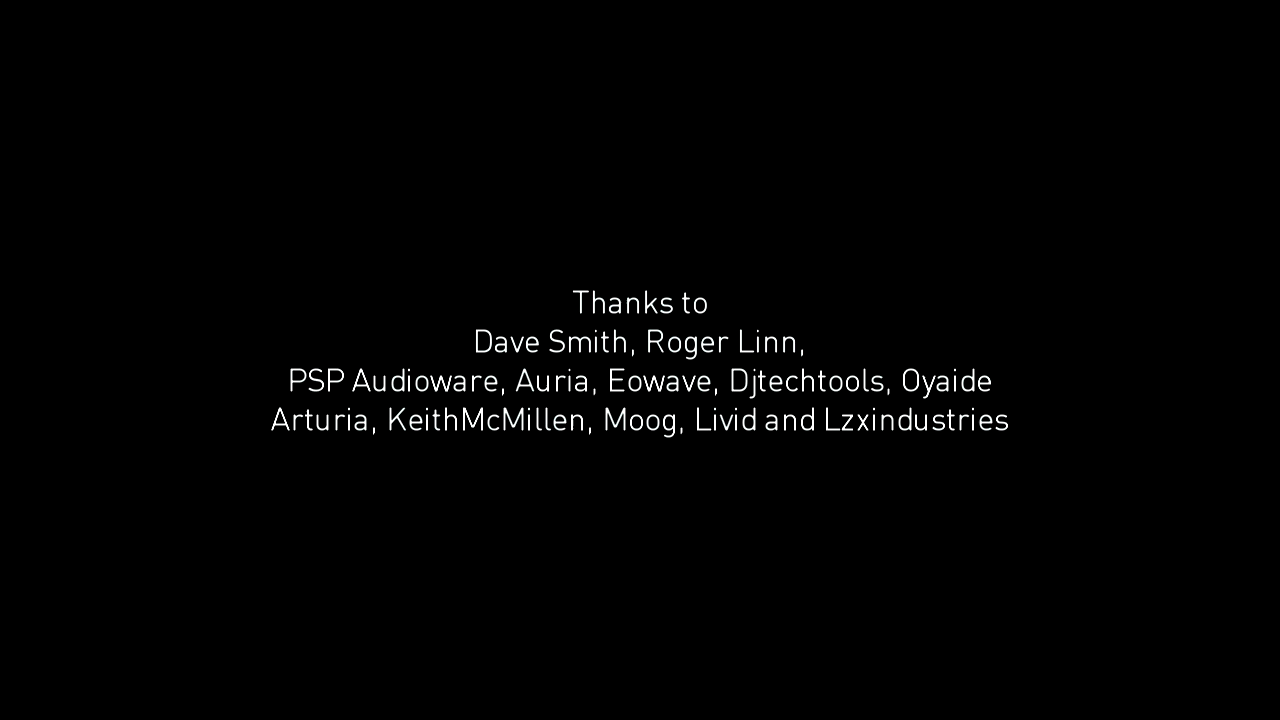 Thanks to
Dave Smith, Roger Linn,
PSP Audioware, Auria, Eowave, Djtechtools, Oyaide
Arturia, KeithMcMillen, Moog, Livid and Lzxindustries